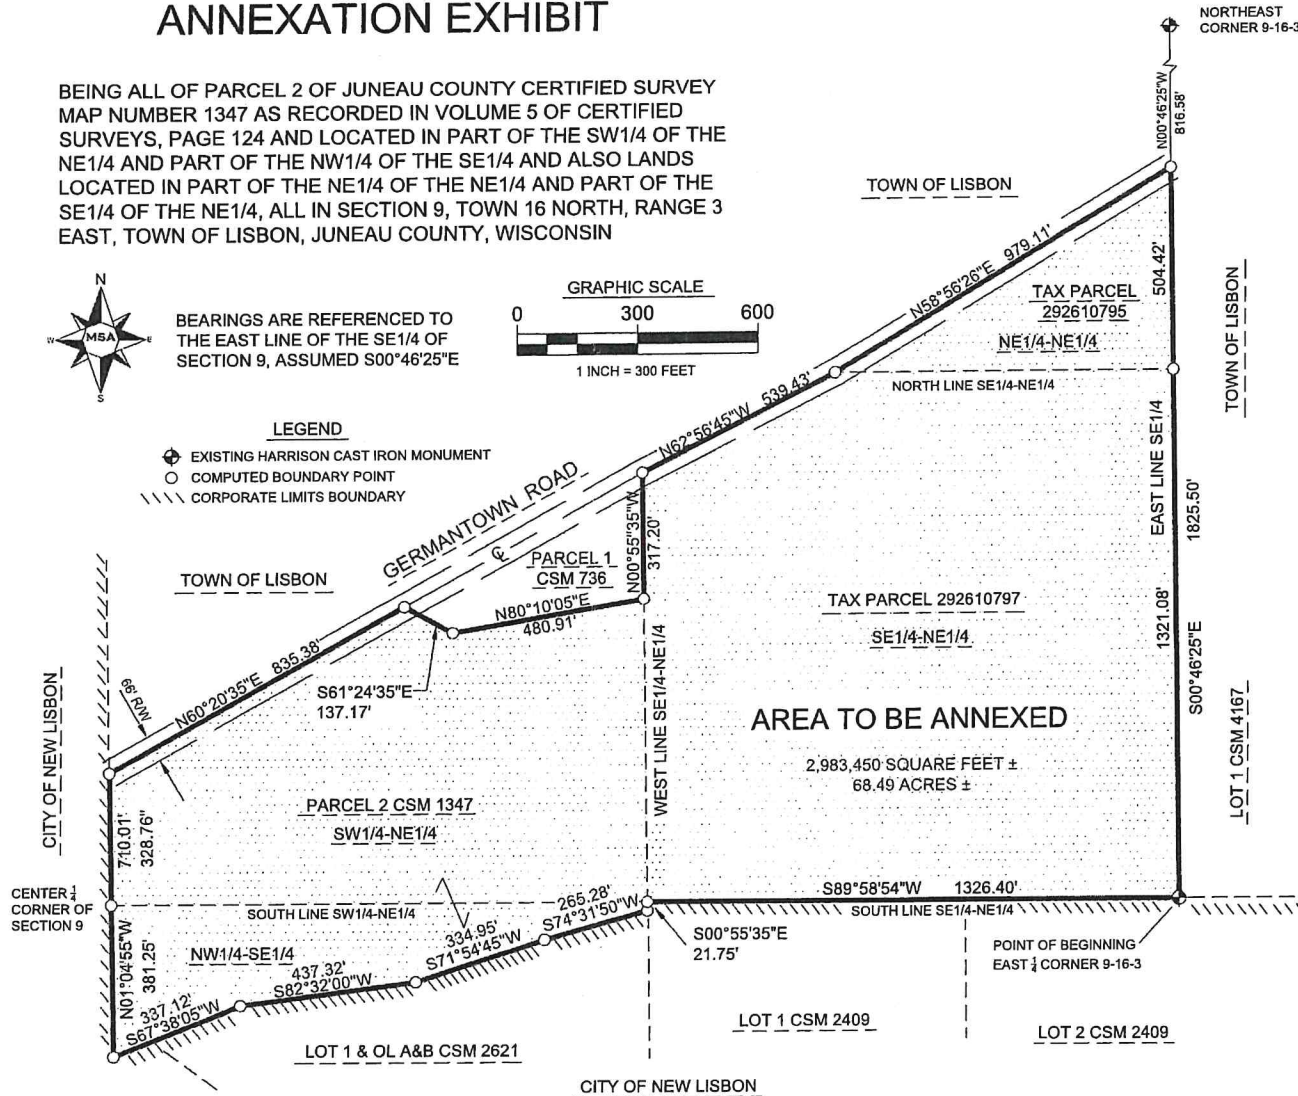 ANNEXATION EXHIBIT
NORTHEAST
CORNER 9-16-3
BEING ALL OF PARCEL 2 OF JUNEAU COUNTY CERTIFIED SURVEY
MAP NUMBER 1347 AS RECORDED IN VOLUME 5 OF CERTIFIED
SURVEYS, PAGE 124 AND LOCATED IN PART OF THE SW1/4 OF THE
NE1/4 AND PART OF THE NW1/4 OF THE SE1/4 AND ALSO LANDS
LOCATED IN PART OF THE NE1/4 OF THE NE1/4 AND PART OF THE
SE1/4 OF THE NE1/4, ALL IN SECTION 9, TOWN 16 NORTH, RANGE 3
EAST, TOWN OF LISBON, JUNEAU COUNTY, WISCONSIN
N00°46'25"W
816.58'
TOWN OF LISBON
N
W
MSA
E
S
BEARINGS ARE REFERENCED TO
THE EAST LINE OF THE SE1/4 OF
SECTION 9, ASSUMED S00°46'25"E
GRAPHIC SCALE
0 300 600
1 INCH = 300 FEET
LEGEND
EXISTING HARRISON CAST IRON MONUMENT
COMPUTED BOUNDARY POINT
CORPORATE LIMITS BOUNDARY
N58°56'26"E 979.11'
504.42'
TAX PARCEL
292610795
NE1/4-NE1/4
TOWN OF LISBON
NORTH LINE SE1/4-NE1/4
N62°56'45"W 539.43'
EAST LINE SE1/4
1825.50'
GERMANTOWN ROAD
℄
PARCEL 1
CSM 736
N00°55'35"W
317.20'
TOWN OF LISBON
N80°10'05"E
480.91'
TAX PARCEL 292610797
SE1/4-NE1/4
1321.08'
S00°46'25"E
N60°20'35"E 835.38'
66' R/W
S61°24'35"E
137.17'
WEST LINE SE1/4-NE1/4
AREA TO BE ANNEXED
2,983,450 SQUARE FEET ±
68.49 ACRES ±
CITY OF NEW LISBON
LOT 1 CSM 4167
PARCEL 2 CSM 1347
SW1/4-NE1/4
710.01'
328.76"
CENTER 1/4
CORNER OF
SECTION 9
SOUTH LINE SW1/4-NE1/4
265.28'
S74°31'50"W
S89°58'54"W 1326.40'
SOUTH LINE SE1/4-NE1/4
334.95'
S71°54'45"W
S00°55'35"E
21.75'
POINT OF BEGINNING
EAST 1/4 CORNER 9-16-3
N01°04'55"W
381.25'
NW1/4-SE1/4
437.32'
S82°32'00"W
337.12'
S67°38'05"W
LOT 1 CSM 2409
LOT 2 CSM 2409
LOT 1 & OL A&B CSM 2621
CITY OF NEW LISBON